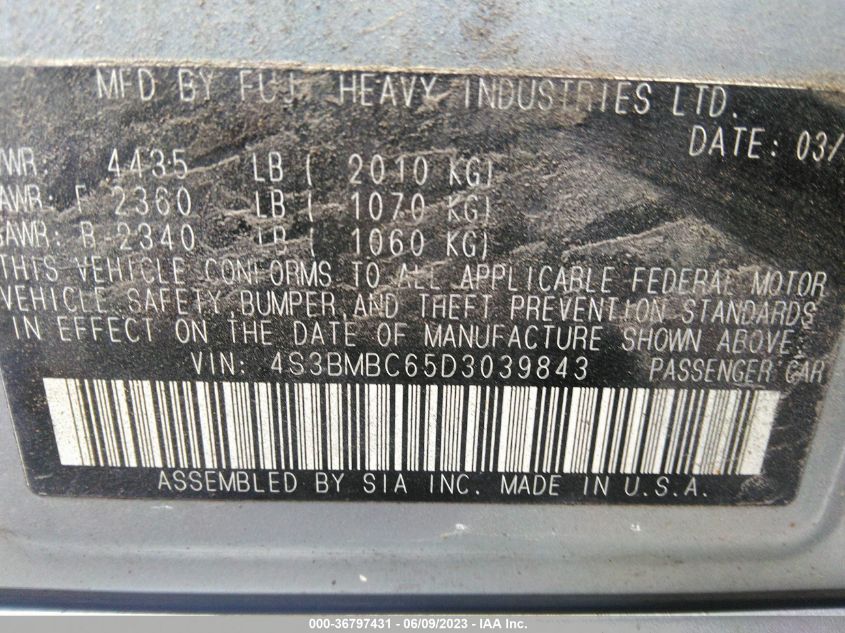 MFD BY FUJI HEAVY INDUSTRIES LTD.
DATE: 03/
WR: 4435 LB ( 2010 KG)
AWR: F 2360 LB ( 1070 KG)
GAWR: R 2340 LB ( 1060 KG)
THIS VEHICLE CONFORMS TO ALL APPLICABLE FEDERAL MOTOR
VEHICLE SAFETY, BUMPER, AND THEFT PREVENTION STANDARDS
IN EFFECT ON THE DATE OF MANUFACTURE SHOWN ABOVE.
VIN: 4S3BMBC65D3039843 PASSENGER CAR
ASSEMBLED BY SIA INC. MADE IN U.S.A.
000-36797431 - 06/09/2023 - IAA Inc.